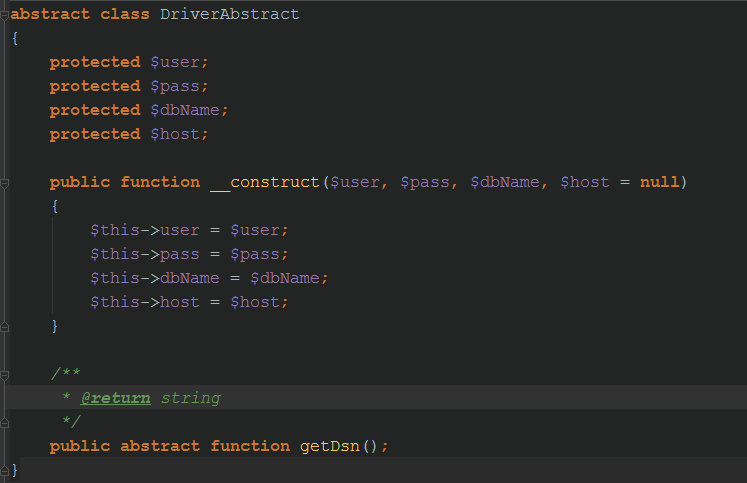 abstract class DriverAbstract
{
    protected $user;
    protected $pass;
    protected $dbName;
    protected $host;

    public function __construct($user, $pass, $dbName, $host = null)
    {
        $this->user = $user;
        $this->pass = $pass;
        $this->dbName = $dbName;
        $this->host = $host;
    }

    /**
     * @return string
     */
    public abstract function getDsn();
}